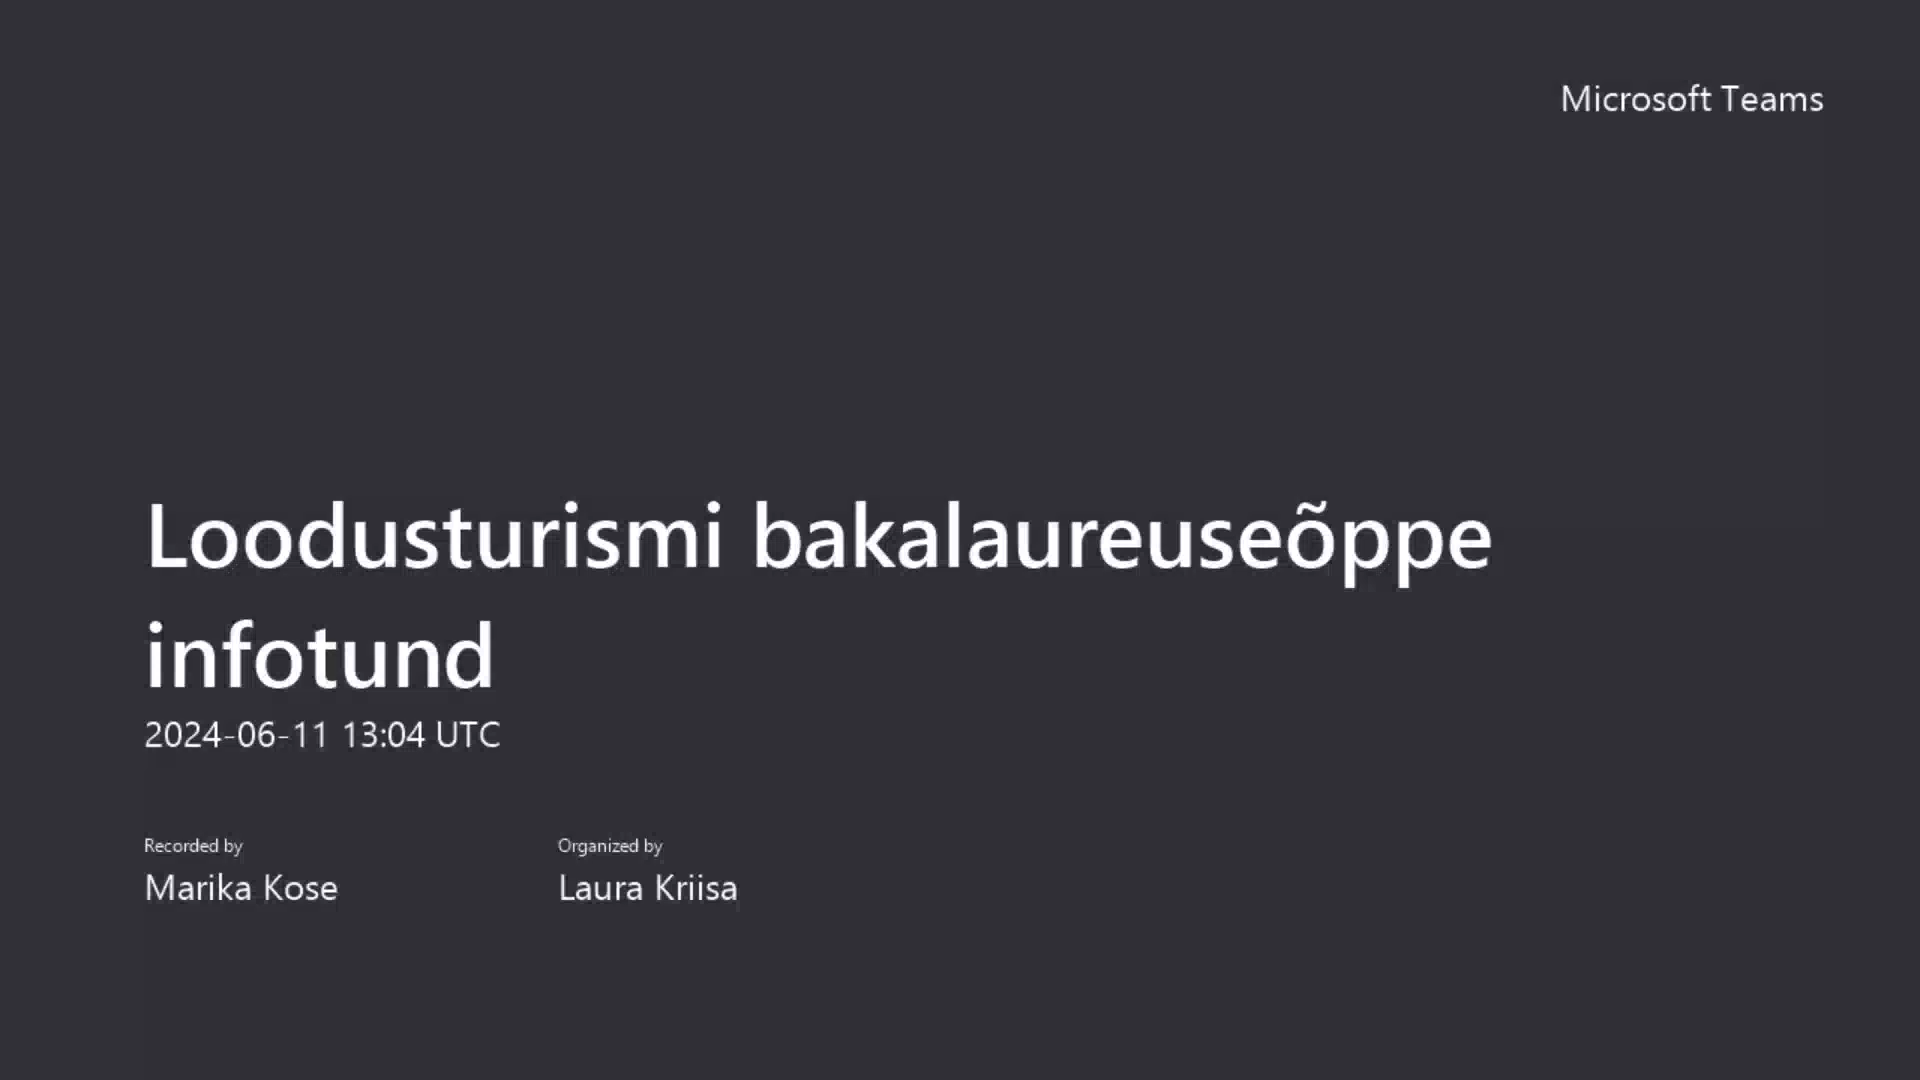 Microsoft Teams
Loodusturismi bakalaureuseõppe
infotund
2024-06-11 13:04 UTC
Recorded by
Marika Kose
Organized by
Laura Kriisa